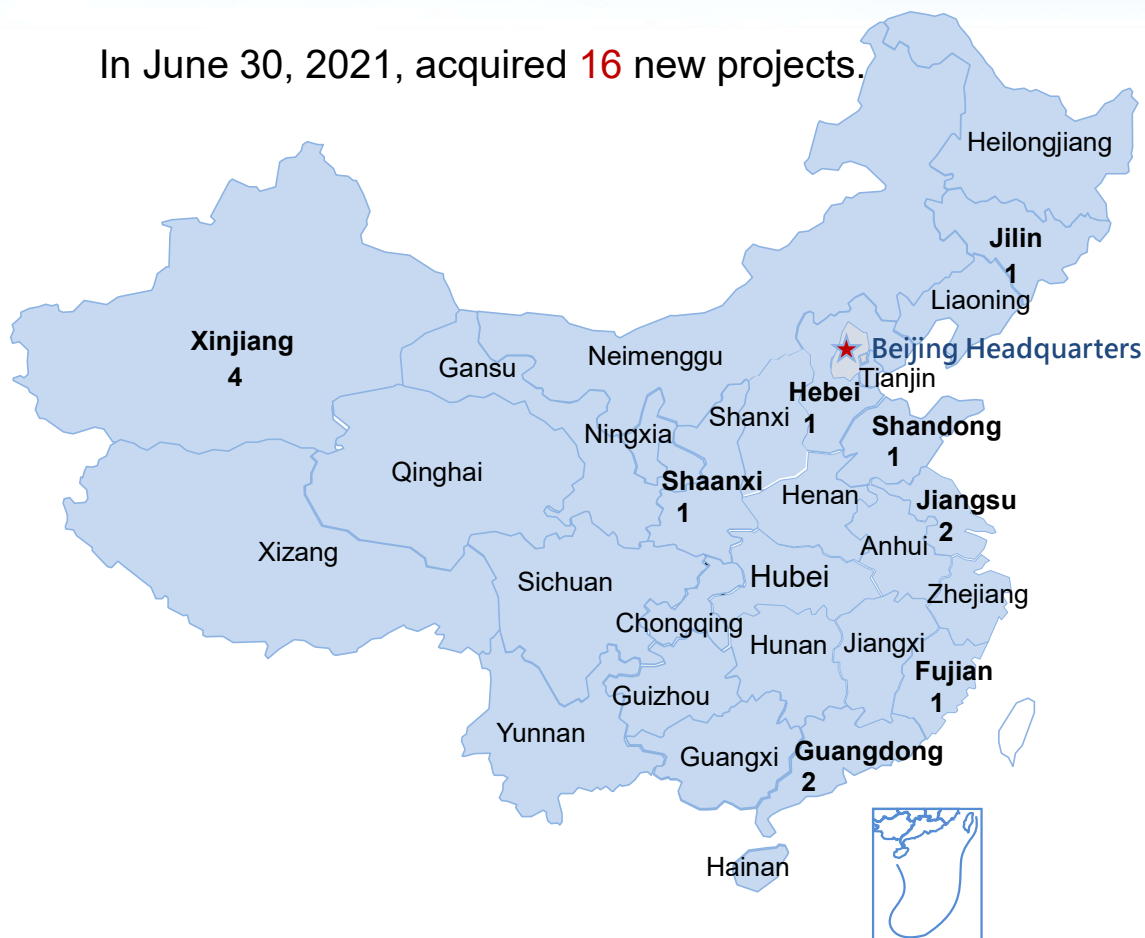 In June 30, 2021, acquired 16 new projects.
Heilongjiang
Jilin
1
Liaoning
Xinjiang
4
Gansu
Neimenggu
Beijing Headquarters
Tianjin
Hebei
1
Shanxi
Shandong
1
Ningxia
Qinghai
Shaanxi
1
Henan
Jiangsu
2
Anhui
Xizang
Sichuan
Hubei
Zhejiang
Chongqing
Hunan
Jiangxi
Fujian
1
Guizhou
Yunnan
Guangxi
Guangdong
2
Hainan